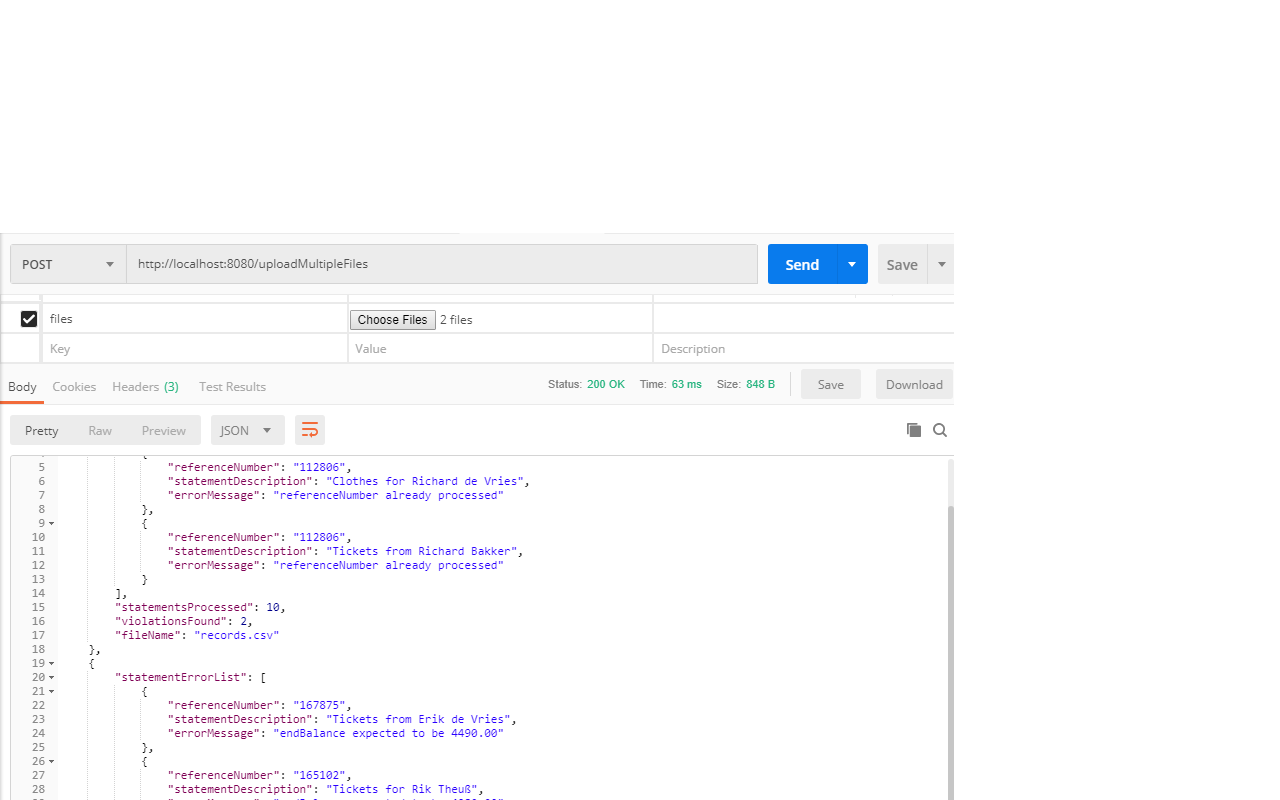 POST http://localhost:8080/uploadMultipleFiles Send Save
files Choose Files 2 files
Key Value Description
Body Cookies Headers (3) Test Results Status: 200 OK Time: 63 ms Size: 848 B Save Download
Pretty Raw Preview JSON
5 "referenceNumber": "112806",
6 "statementDescription": "Clothes for Richard de Vries",
7 "errorMessage": "referenceNumber already processed"
8 },
9 {
10 "referenceNumber": "112806",
11 "statementDescription": "Tickets from Richard Bakker",
12 "errorMessage": "referenceNumber already processed"
13 }
14 ],
15 "statementsProcessed": 10,
16 "violationsFound": 2,
17 "fileName": "records.csv"
18 },
19 {
20 "statementErrorList": [
21 {
22 "referenceNumber": "167875",
23 "statementDescription": "Tickets from Erik de Vries",
24 "errorMessage": "endBalance expected to be 4490.00"
25 },
26 {
27 "referenceNumber": "165102",
28 "statementDescription": "Tickets for Rik Theuß",